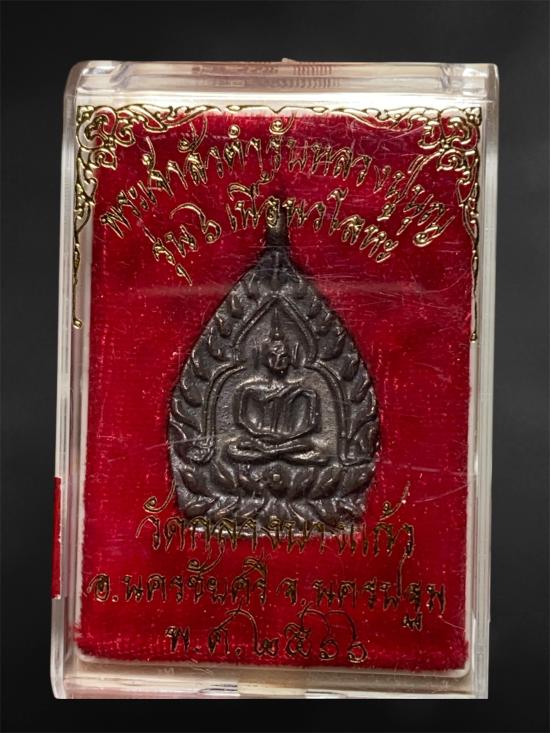 พระเจ้าสัวตำรับหลวงปู่บุญ
รุ่น ๖ เนื้อนวโลหะ
วัดกลางบางแก้ว
อ.นครชัยศรี จ.นครปฐม
พ.ศ.๒๕๖๖